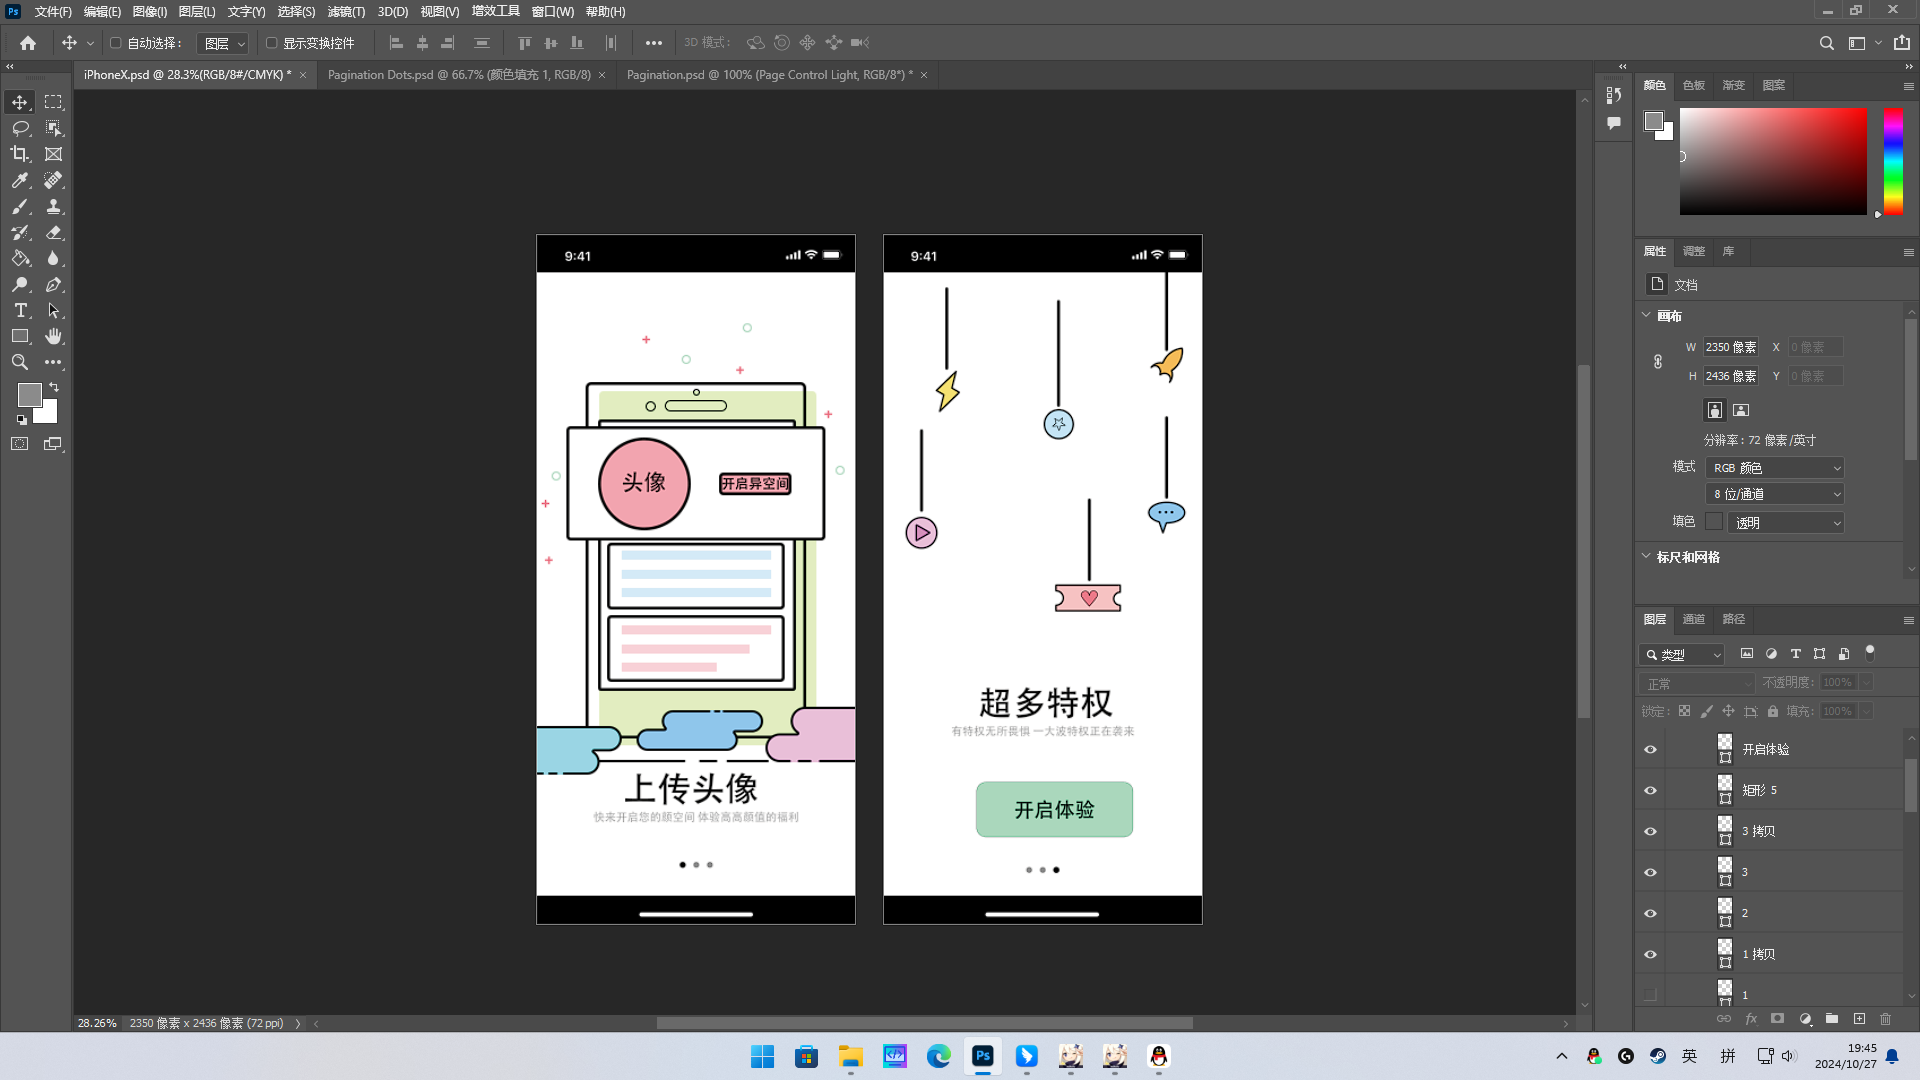 Ps 文件(F) 编辑(E) 图像(I) 图层(L) 文字(Y) 选择(S) 滤镜(T) 3D(D) 视图(V) 增效工具 窗口(W) 帮助(H)
自动选择： 图层 显示变换控件 3D 模式：
iPhoneX.psd @ 28.3%(RGB/8#/CMYK) * × Pagination Dots.psd @ 66.7% (颜色填充 1, RGB/8) × Pagination.psd @ 100% (Page Control Light, RGB/8*) * ×
9:41
头像
开启异空间
上传头像
快来开启您的颜空间 体验高高颜值的福利
9:41
超多特权
有特权无所畏惧 一大波特权正在袭来
开启体验
颜色 色板 渐变 图案
属性 调整 库
文档
画布
W 2350 像素 X 0 像素
H 2436 像素 Y 0 像素
分辨率：72 像素/英寸
模式 RGB 颜色
8 位/通道
填色 透明
标尺和网格
图层 通道 路径
类型
正常 不透明度： 100%
锁定： 填充： 100%
开启体验
矩形 5
3 拷贝
3
2
1 拷贝
1
28.26% 2350 像素 x 2436 像素 (72 ppi)
Ps
英 拼 19:45
2024/10/27